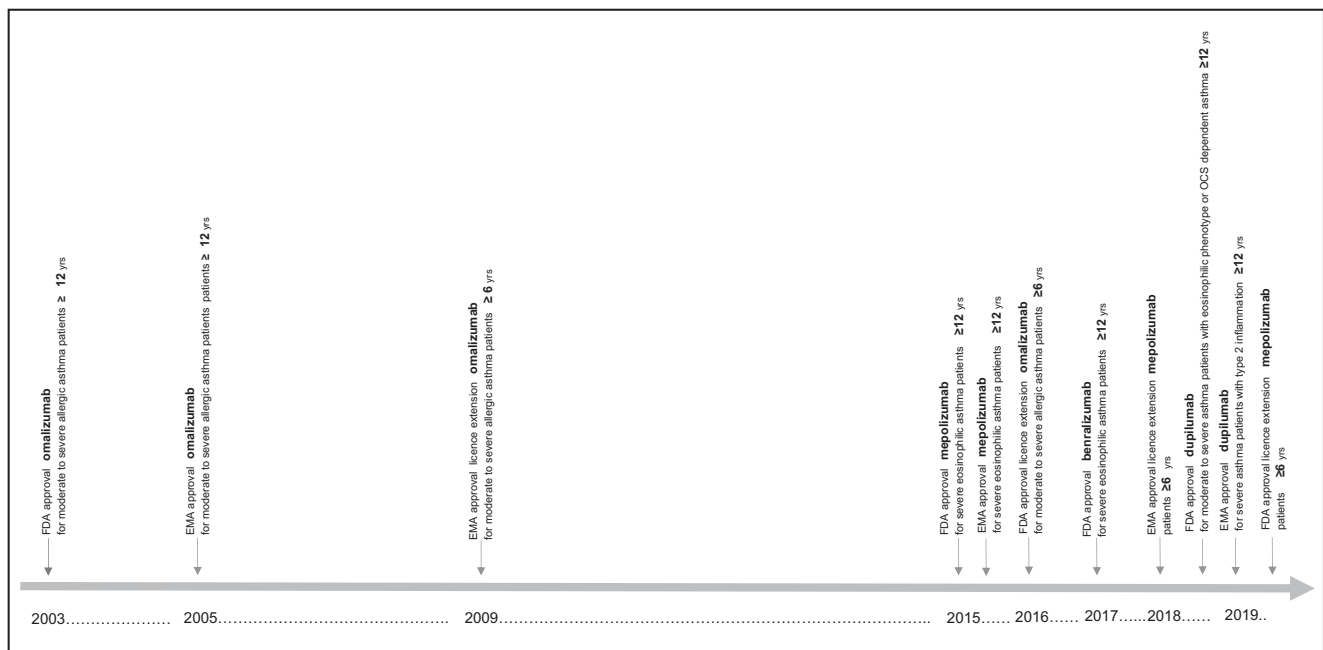 FDA approval omalizumab
for moderate to severe allergic asthma patients ≥ 12 yrs
EMA approval omalizumab
for moderate to severe allergic asthma patients patients ≥ 12 yrs
EMA approval licence extension omalizumab
for moderate to severe allergic asthma patients ≥ 6 yrs
FDA approval mepolizumab
for severe eosinophilic asthma patients ≥12 yrs
EMA approval mepolizumab
for severe eosinophilic asthma patients ≥12 yrs
FDA approval licence extension omalizumab
for moderate to severe allergic asthma patients ≥6 yrs
FDA approval benralizumab
for severe eosinophilic asthma patients ≥12 yrs
EMA approval licence extension mepolizumab
patients ≥6 yrs
FDA approval dupilumab
for moderate to severe asthma patients with eosinophilic phenotype or OCS dependent asthma ≥12 yrs
EMA approval dupilumab
for severe asthma patients with type 2 inflammation ≥12 yrs
FDA approval licence extension mepolizumab
patients ≥6 yrs
2003..................... 2005.................................................. 2009........................................................................................ 2015...... 2016...... 2017...... 2018...... 2019..